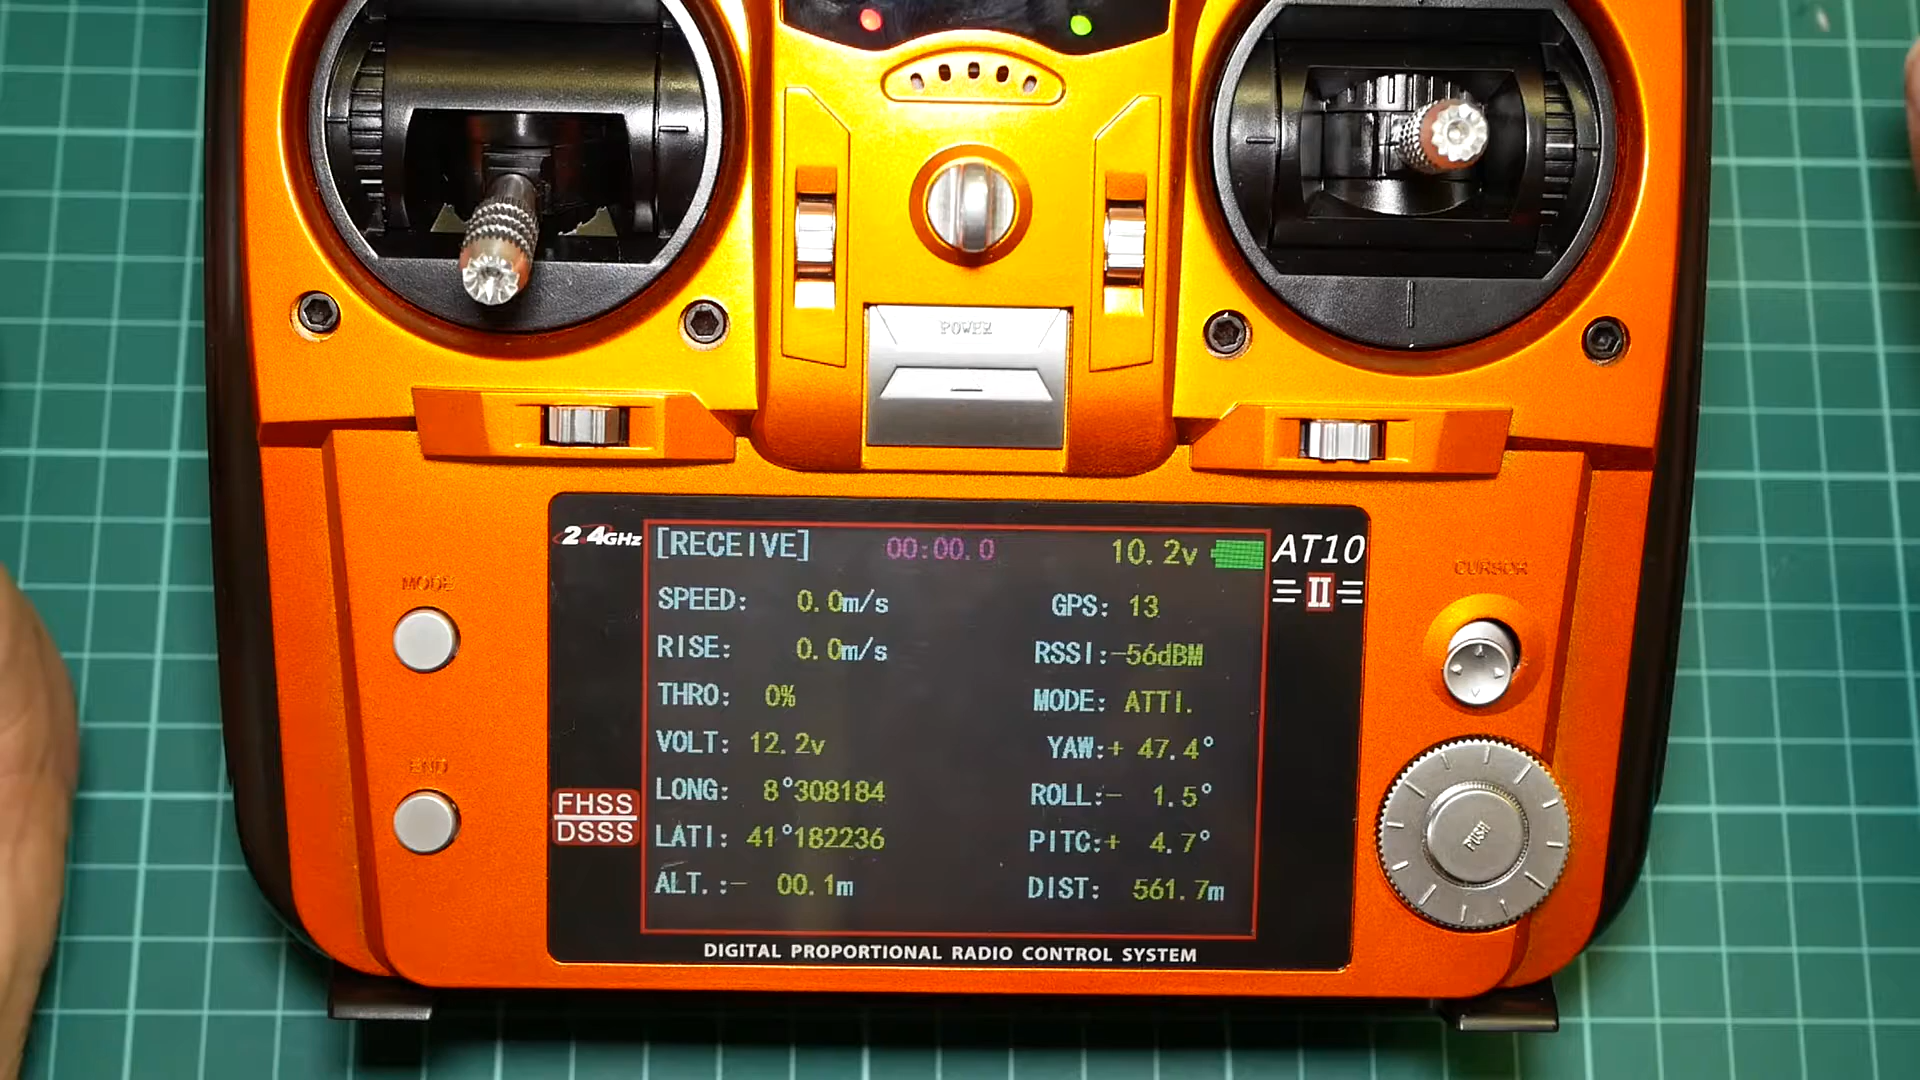 POWER
2.4GHz
[RECEIVE] 00:00.0 10.2v
AT10
II
SPEED: 0.0m/s GPS: 13
RISE: 0.0m/s RSSI:-56dBM
THRO: 0% MODE: ATTI.
VOLT: 12.2v YAW:+ 47.4°
LONG: 8°308184 ROLL:- 1.5°
LATI: 41°182236 PITC:+ 4.7°
ALT.:- 00.1m DIST: 561.7m
MODE
END
FHSS
DSSS
CURSOR
PUSH
DIGITAL PROPORTIONAL RADIO CONTROL SYSTEM